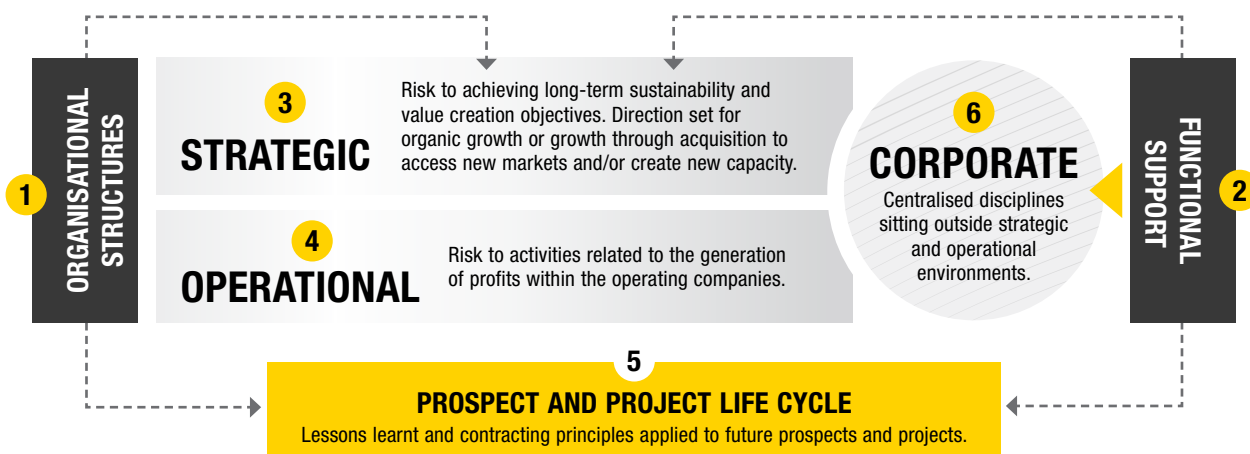 1
ORGANISATIONAL
STRUCTURES
3
STRATEGIC
Risk to achieving long-term sustainability and
value creation objectives. Direction set for
organic growth or growth through acquisition to
access new markets and/or create new capacity.
4
OPERATIONAL
Risk to activities related to the generation
of profits within the operating companies.
6
CORPORATE
Centralised disciplines
sitting outside strategic
and operational
environments.
FUNCTIONAL
SUPPORT
2
5
PROSPECT AND PROJECT LIFE CYCLE
Lessons learnt and contracting principles applied to future prospects and projects.